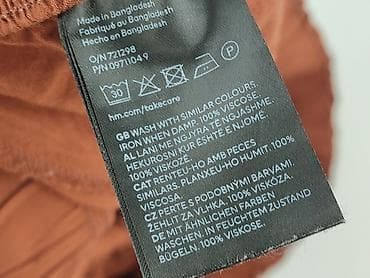 Made in Bangladesh
Fabriqué au Bangladesh
Hecho en Bangladesh
O/N 721298
P/N 0971104 9
30
P
hm.com/takecare
GB WASH WITH SIMILAR COLOURS.
IRON WHEN DAMP. 100% VISCOSE.
AL LANI ME NGJYRA TË NGJASHME.
HEKUROSNI KUR ËSHTË E NJOMË.
100% VISKOZË.
CAT RENTEU-HO AMB PECES
SIMILARS. PLANXAR HUMIT 100%
VISCOSA
CZ PERTE S PODOBNÝMI BARVAMI.
ŽEHLIT ZA VLHKA. 100% VISKÓZA
DE MIT ÄHNLICHEN FARBEN
WASCHEN. IN FEUCHTEM ZUSTAND
BÜGELN. 100% VISKOSE.